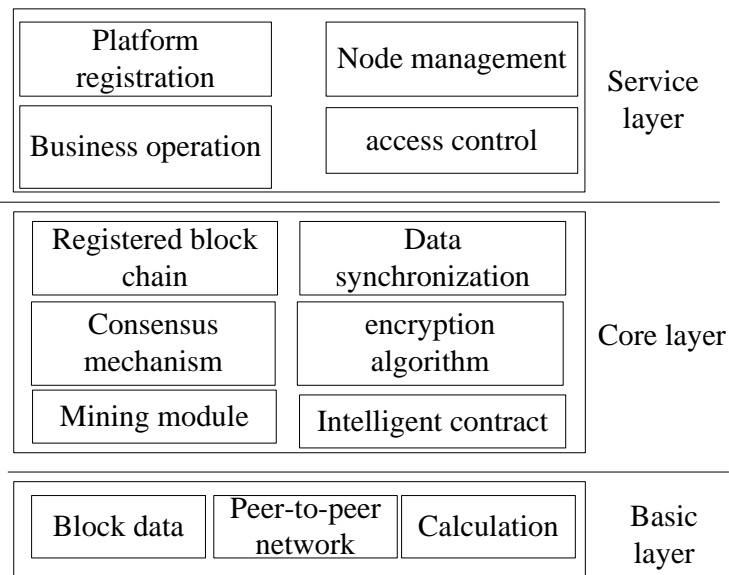 Platform
registration
Node management
Business operation
access control
Service
layer
Registered block
chain
Data
synchronization
Consensus
mechanism
encryption
algorithm
Mining module
Intelligent contract
Core layer
Block data
Peer-to-peer
network
Calculation
Basic
layer